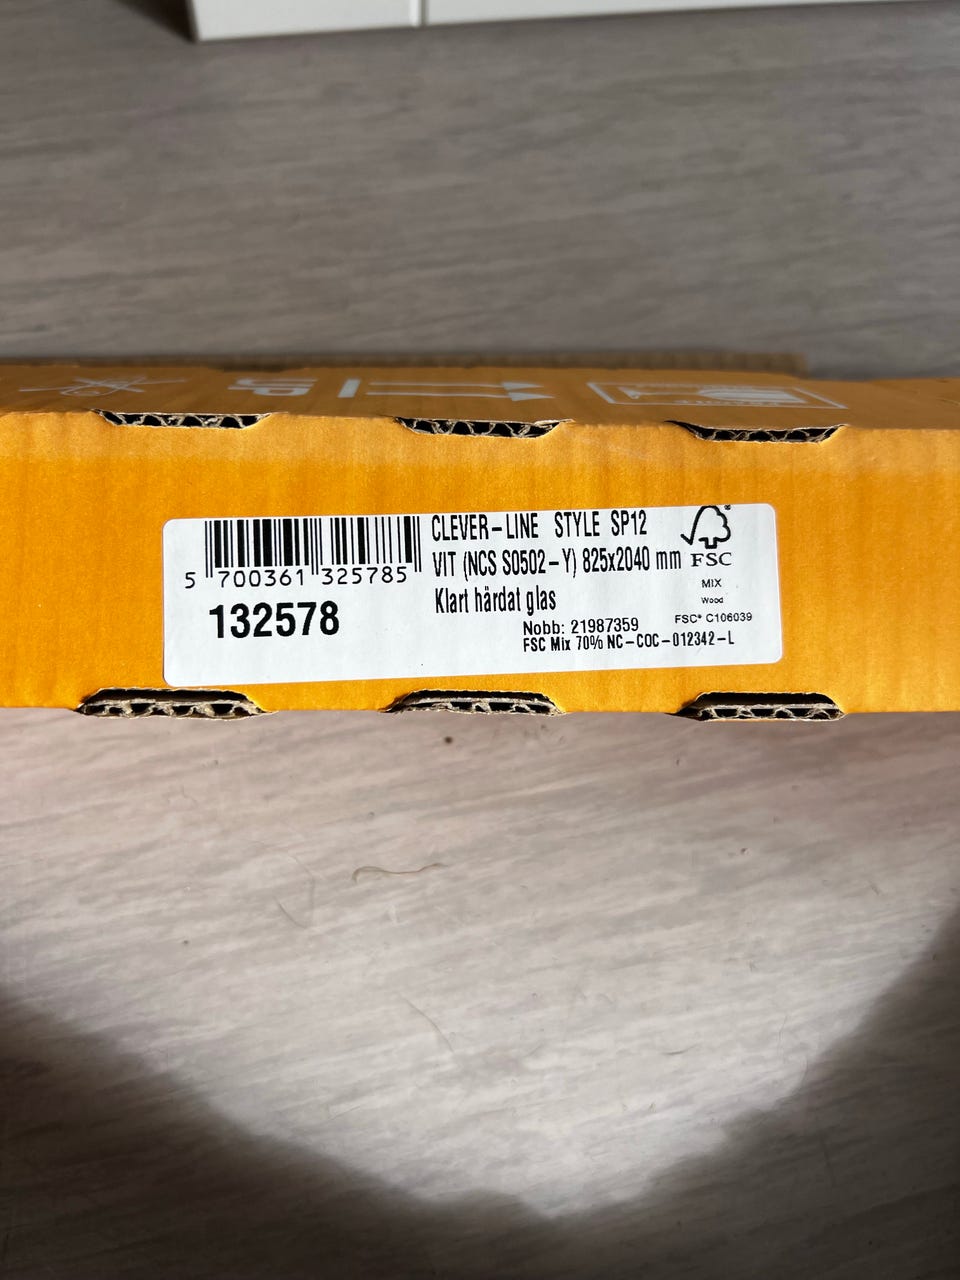 UP
CLEVER-LINE STYLE SP12
VIT (NCS S0502-Y) 825x2040 mm
Klart härdat glas
5 700361 325785
132578
Nobb: 21987359
FSC Mix 70% NC-COC-012342-L
FSC
MIX
Wood
FSC® C106039